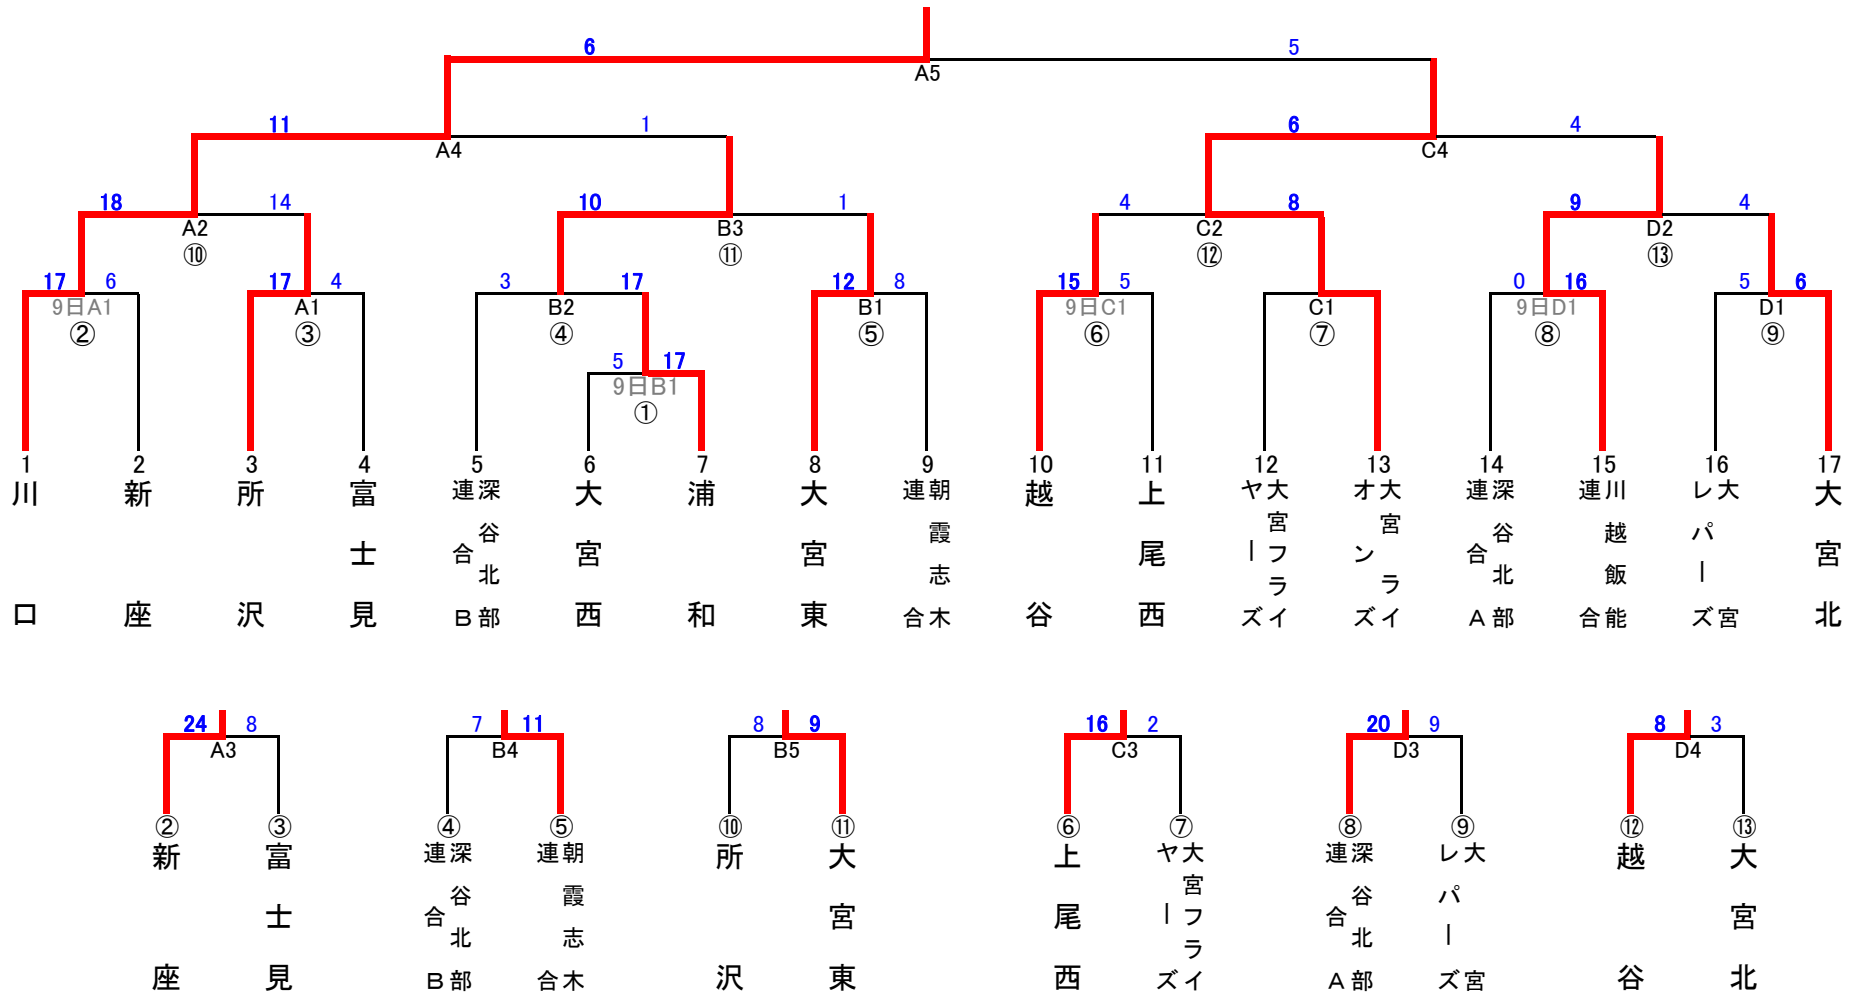 6 5
A5
11 1 6 4
A4 C4
18 14 10 1 4 8 9 4
A2 B3 C2 D2
⑩ ⑪ ⑫ ⑬
17 6 17 4 3 17 12 8 15 5 0 16 5 6
9日A1 A1 B2 B1 9日C1 C1 9日D1 D1
② ③ ④ ⑤ ⑥ ⑦ ⑧ ⑨
5 17
9日B1
①
1 2 3 4 5 6 7 8 9 10 11 12 13 14 15 16 17
川口
新座
所沢
富士見
深谷北部
連合B
大宮西
浦和
大宮東
朝霞志木
連合
越谷
上尾西
大宮フライ
ヤーズ
大宮ライ
オンズ
深谷北部
連合A
川越飯能
連合
大宮
レパーズ
大宮北
24 8 7 11 8 9 16 2 20 9 8 3
A3 B4 B5 C3 D3 D4
② ③ ④ ⑤ ⑩ ⑪ ⑥ ⑦ ⑧ ⑨ ⑫ ⑬
新座
富士見
深谷北部
連合B
朝霞志木
連合
所沢
大宮東
上尾西
大宮フライ
ヤーズ
深谷北部
連合A
大宮
レパーズ
越谷
大宮北